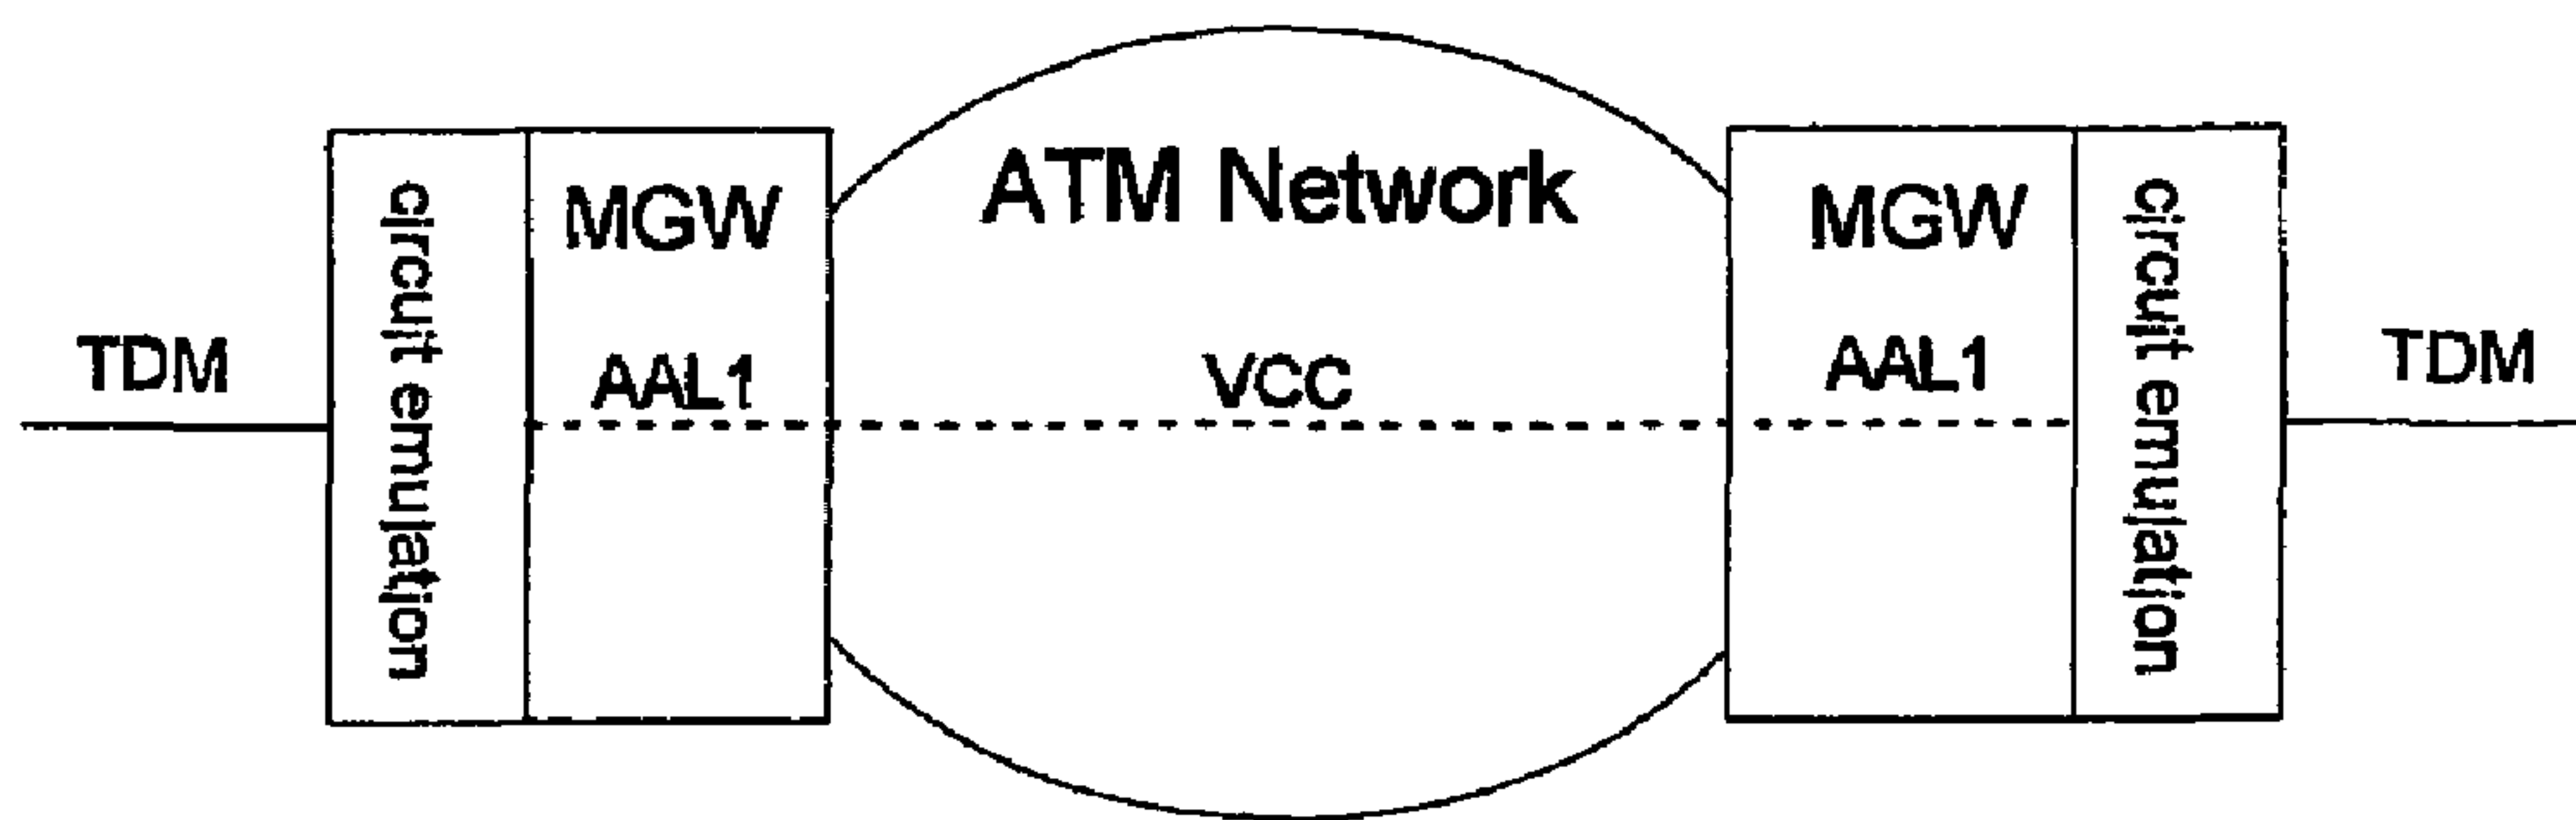 ATM Network
MGW
MGW
circuit emulation
circuit emulation
TDM
AAL1
VCC
AAL1
TDM